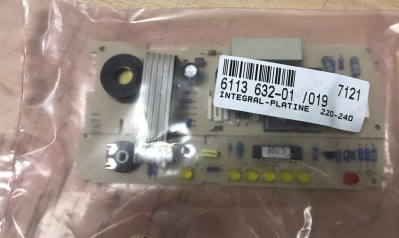 6113 632-01 /019 7121
INTEGRAL-PLATINE 220-240